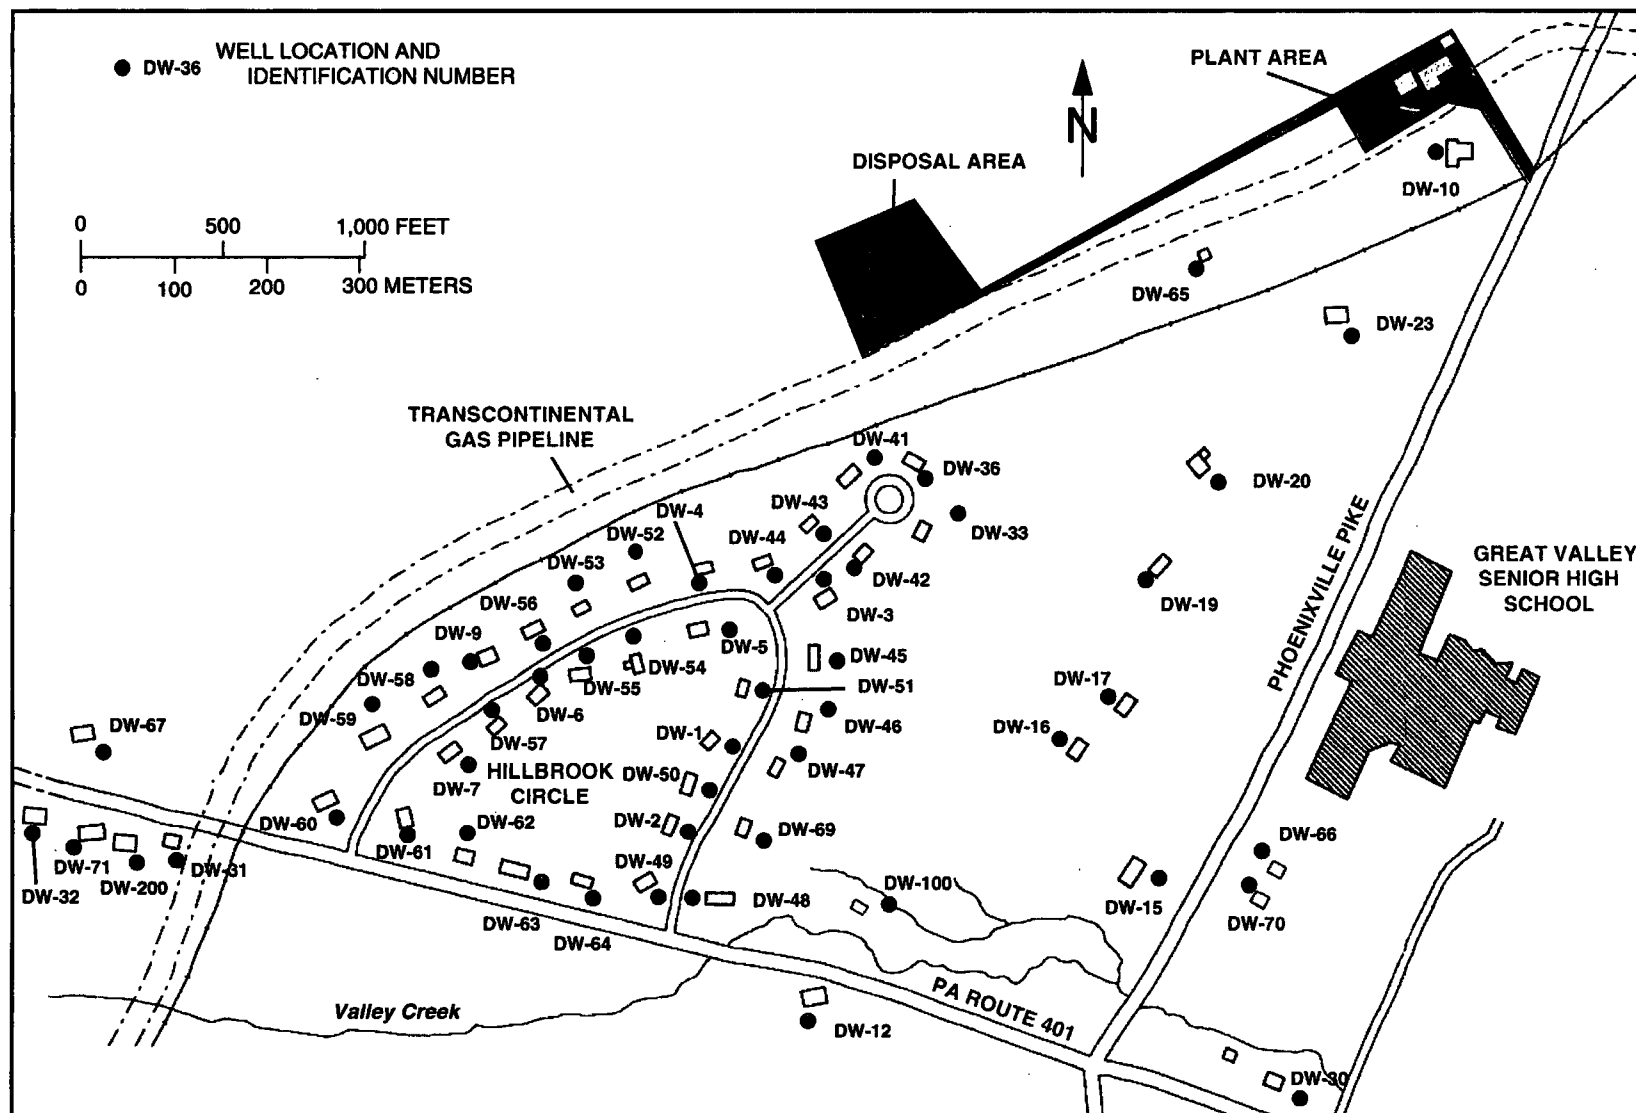 WELL LOCATION AND
IDENTIFICATION NUMBER
DW-36
PLANT AREA
N
DISPOSAL AREA
DW-10
0 500 1,000 FEET
0 100 200 300 METERS
DW-65
DW-23
TRANSCONTINENTAL
GAS PIPELINE
DW-41
DW-36
DW-20
DW-43
DW-4
DW-33
DW-52
DW-44
DW-53
DW-42
GREAT VALLEY
SENIOR HIGH
SCHOOL
PHOENIXVILLE PIKE
DW-19
DW-56
DW-3
DW-9
DW-5
DW-45
DW-54
DW-58
DW-55
DW-51
DW-17
DW-6
DW-59
DW-46
DW-67
DW-1
DW-16
DW-57
DW-47
HILLBROOK
CIRCLE
DW-7
DW-50
DW-60
DW-62
DW-2
DW-69
DW-66
DW-61
DW-49
DW-71
DW-31
DW-200
DW-100
DW-32
DW-63
DW-48
DW-15
DW-70
DW-64
PA ROUTE 401
Valley Creek
DW-12
DW-30